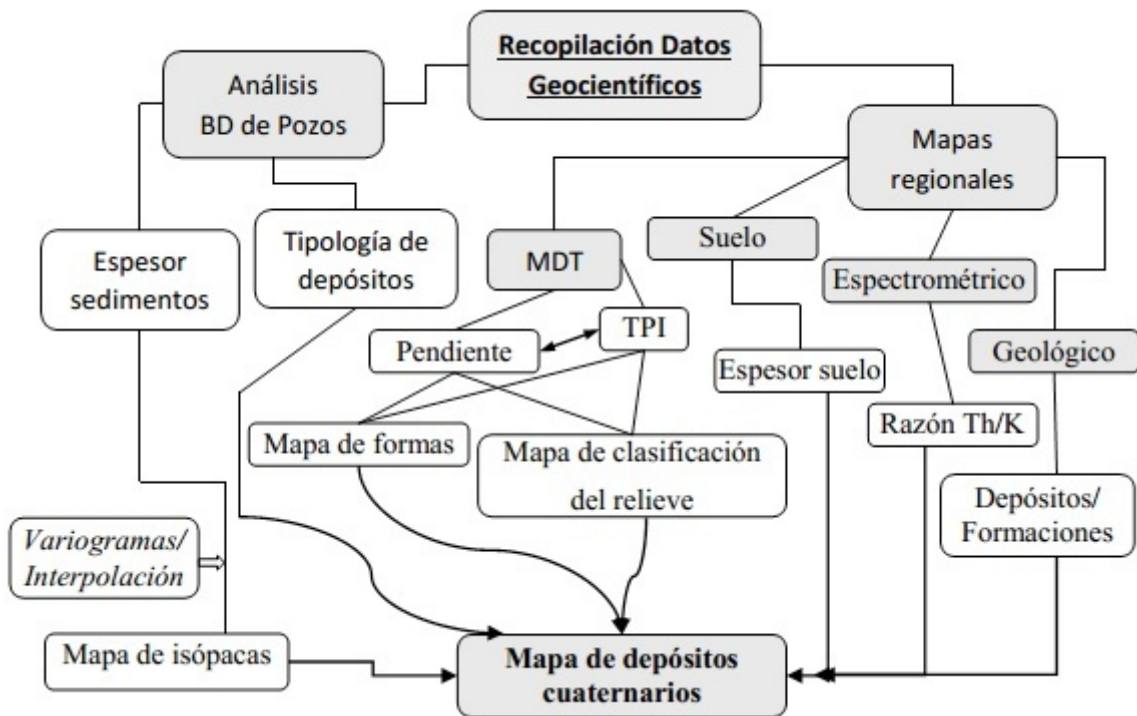 Recopilación Datos
Geocientíficos
Análisis
BD de Pozos
Mapas
regionales
Espesor
sedimentos
Tipología de
depósitos
MDT
Suelo
Espectrométrico
Pendiente
TPI
Espesor suelo
Geológico
Razón Th/K
Mapa de formas
Mapa de clasificación
del relieve
Depósitos/
Formaciones
Variogramas/
Interpolación
Mapa de isópacas
Mapa de depósitos
cuaternarios